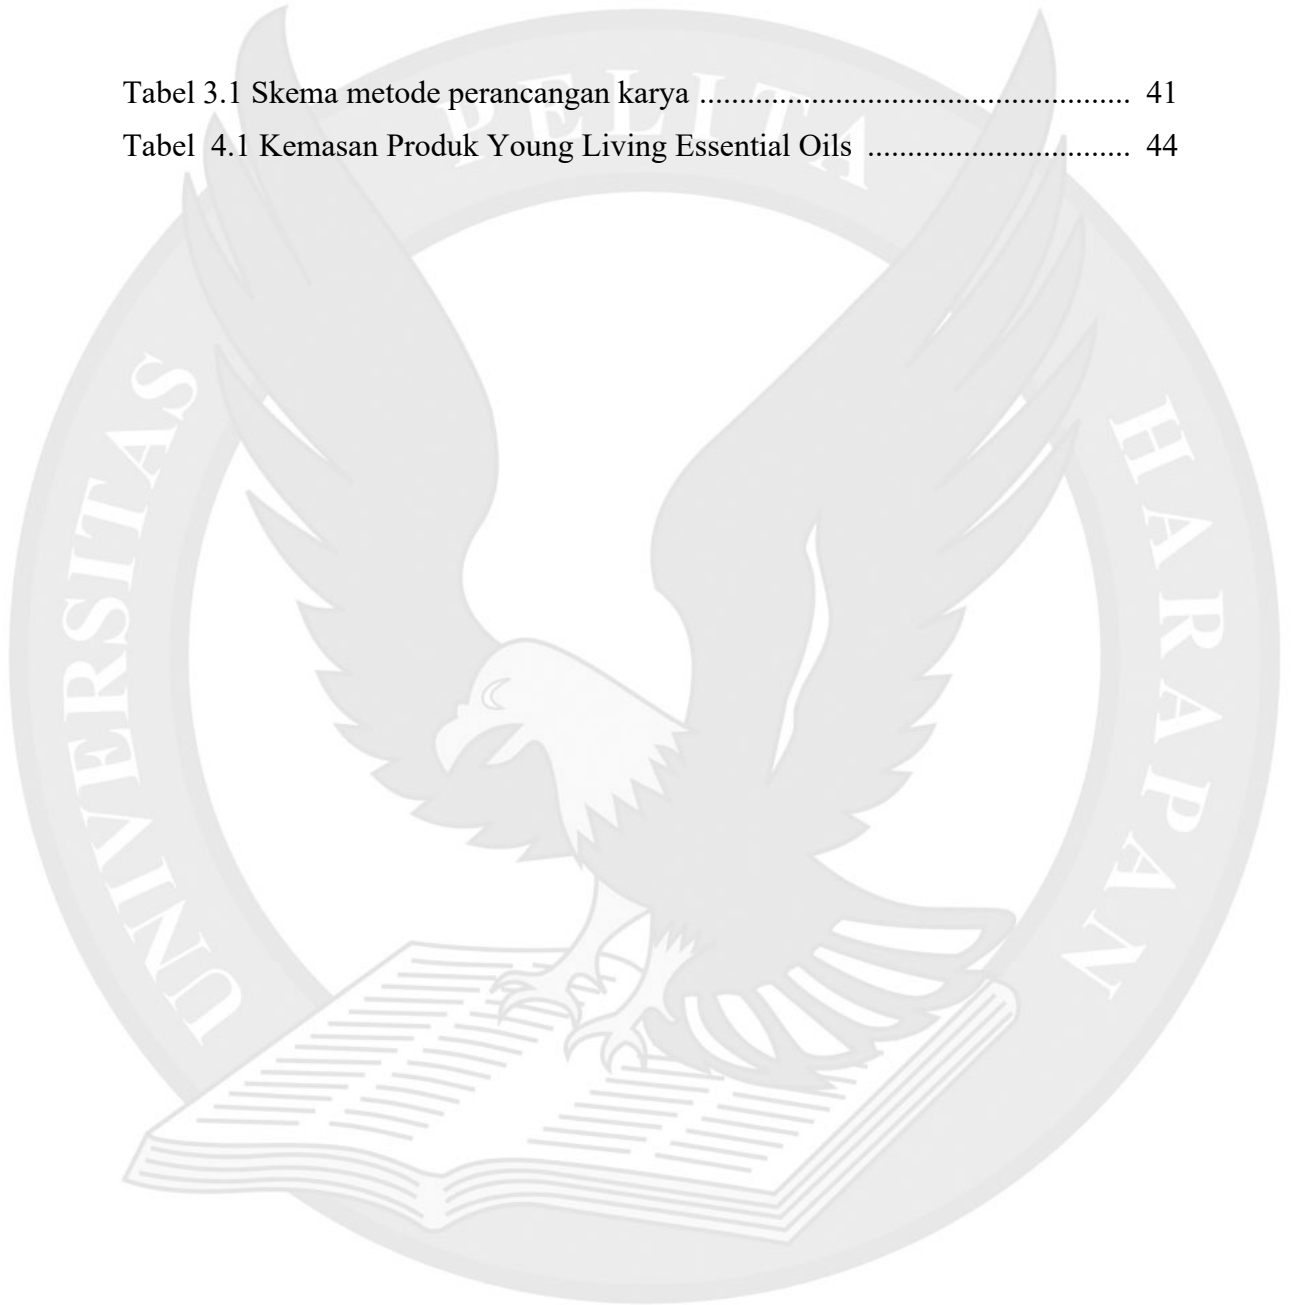 Tabel 3.1 Skema metode perancangan karya ............................................. 41
Tabel  4.1 Kemasan Produk Young Living Essential Oils ............................ 44
UNIVERSITAS PELITA HARAPAN